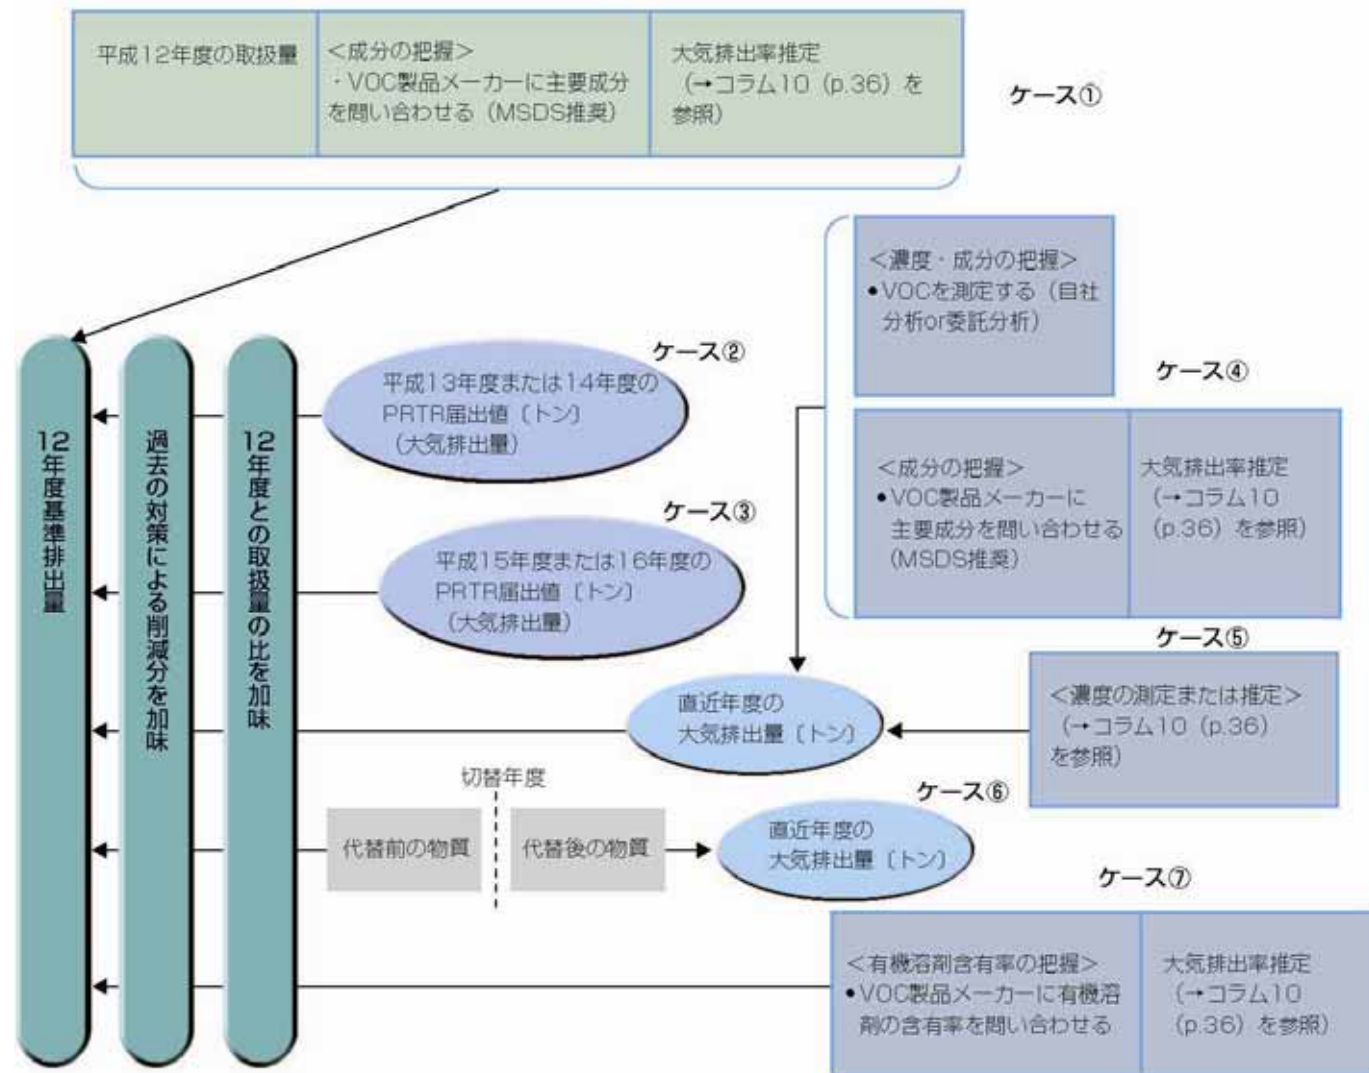 平成12年度の取扱量
<成分の把握>
・VOC製品メーカーに主要成分
を問い合わせる（MSDS推奨）
大気排出率推定
（→コラム10（p.36）を
参照）
ケース①
<濃度・成分の把握>
•VOCを測定する（自社
分析or委託分析）
ケース②
平成13年度または14年度の
PRTR届出値〔トン〕
（大気排出量）
ケース④
<成分の把握>
•VOC製品メーカーに
主要成分を問い合わせる
（MSDS推奨）
大気排出率推定
（→コラム10
（p.36）を参照）
12年度基準排出量
過去の対策による削減分を加味
12年度との取扱量の比を加味
ケース③
平成15年度または16年度の
PRTR届出値〔トン〕
（大気排出量）
ケース⑤
<濃度の測定または推定>
（→コラム10（p.36）
を参照）
直近年度の
大気排出量〔トン〕
切替年度
代替前の物質
代替後の物質
ケース⑥
直近年度の
大気排出量〔トン〕
ケース⑦
<有機溶剤含有率の把握>
•VOC製品メーカーに有機溶
剤の含有率を問い合わせる
大気排出率推定
（→コラム10
（p.36）を参照）